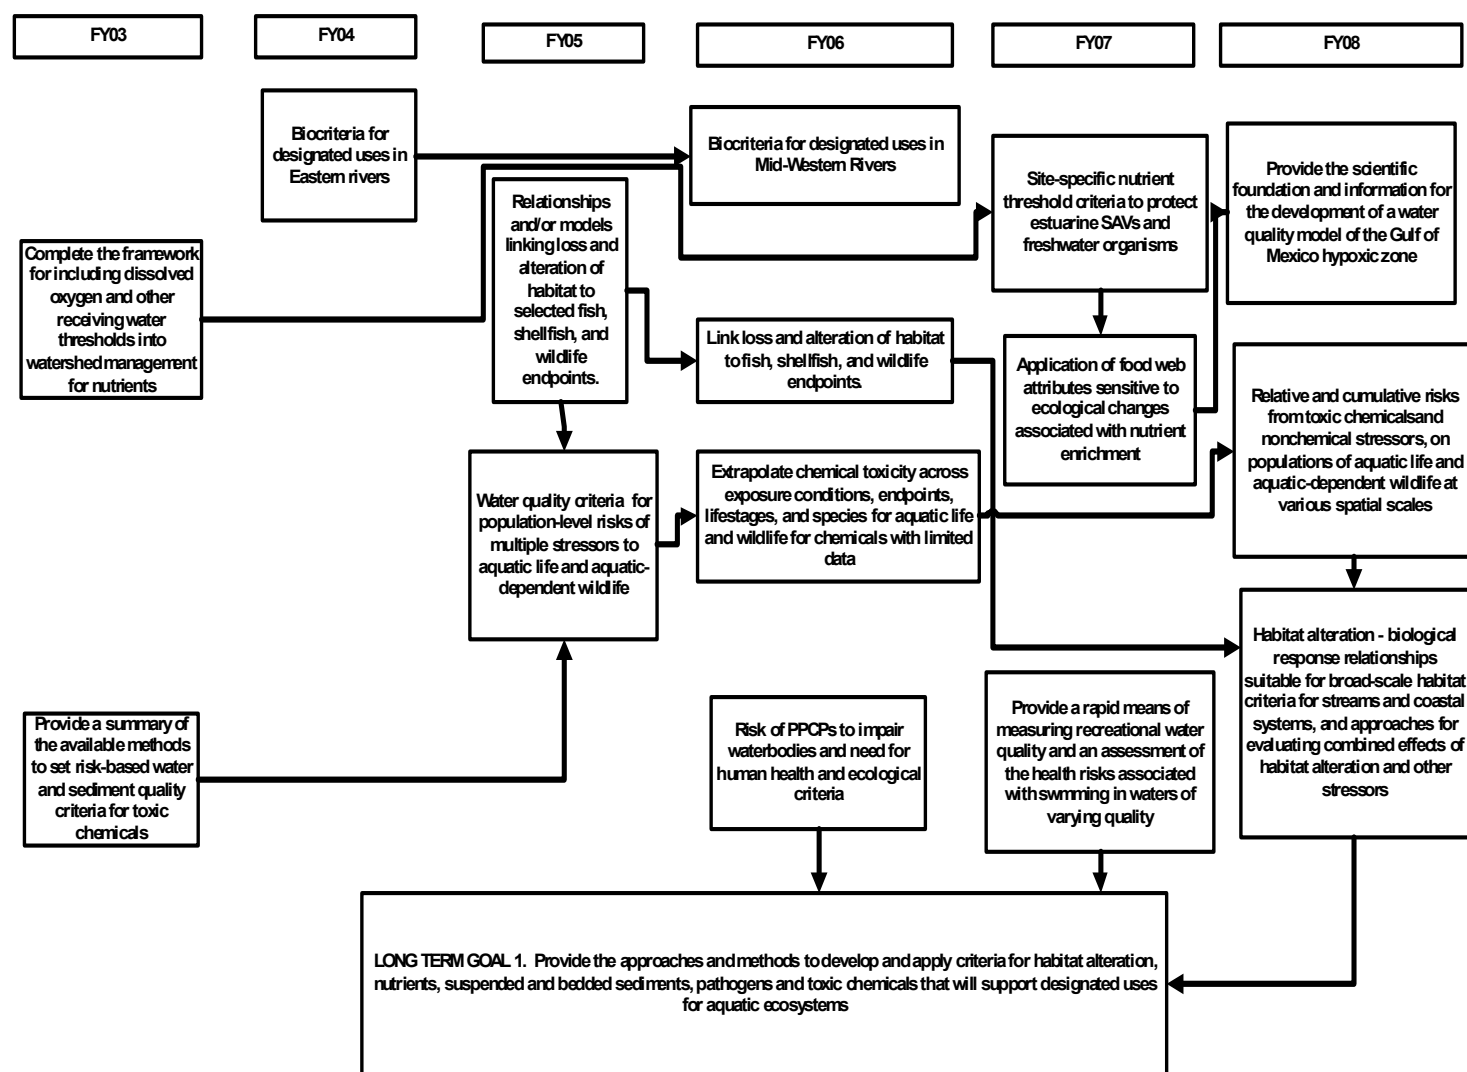 FY03
FY04
FY05
FY06
FY07
FY08
Biocriteria for
designated uses in
Eastern rivers
Biocriteria for designated uses in
Mid-Western Rivers
Site-specific nutrient
threshold criteria to protect
estuarine SAVs and
freshwater organisms
Provide the scientific
foundation and information for
the development of a water
quality model of the Gulf of
Mexico hypoxic zone
Relationships
and/or models
linking loss and
alteration of
habitat to
selected fish,
shellfish, and
wildlife
endpoints.
Complete the framework
for including dissolved
oxygen and other
receiving water
thresholds into
watershed management
for nutrients
Link loss and alteration of habitat
to fish, shellfish, and wildlife
endpoints.
Application of food web
attributes sensitive to
ecological changes
associated with nutrient
enrichment
Relative and cumulative risks
from toxic chemicalsand
nonchemical stressors, on
populations of aquatic life and
aquatic-dependent wildlife at
various spatial scales
Water quality criteria for
population-level risks of
multiple stressors to
aquatic life and aquatic-
dependent wildlife
Extrapolate chemical toxicity across
exposure conditions, endpoints,
lifestages, and species for aquatic life
and wildlife for chemicals with limited
data
Habitat alteration - biological
response relationships
suitable for broad-scale habitat
criteria for streams and coastal
systems, and approaches for
evaluating combined effects of
habitat alteration and other
stressors
Provide a summary of
the available methods
to set risk-based water
and sediment quality
criteria for toxic
chemicals
Risk of PPCPs to impair
waterbodies and need for
human health and ecological
criteria
Provide a rapid means of
measuring recreational water
quality and an assessment of
the health risks associated
with swmming in waters of
varying quality
LONG TERM GOAL 1. Provide the approaches and methods to develop and apply criteria for habitat alteration,
nutrients, suspended and bedded sediments, pathogens and toxic chemicals that will support designated uses
for aquatic ecosystems